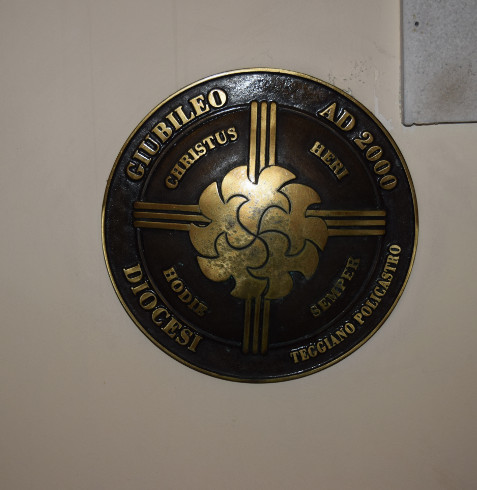 GIUBILEO AD 2000
CHRISTUS HERI
HODIE SEMPER
DIOCESI TEGGIANO POLICASTRO